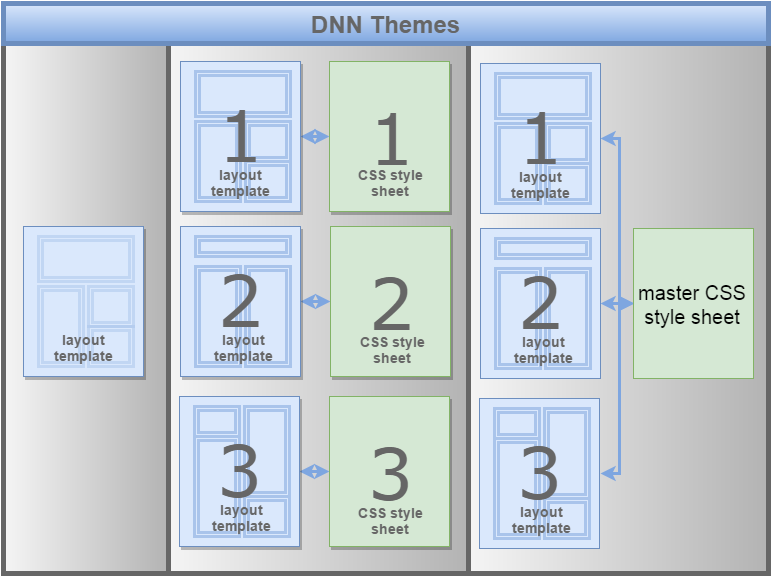 DNN Themes
layout
template
1
layout
template
1
CSS style
sheet
2
layout
template
2
CSS style
sheet
3
layout
template
3
CSS style
sheet
1
layout
template
2
layout
template
3
layout
template
master CSS
style sheet